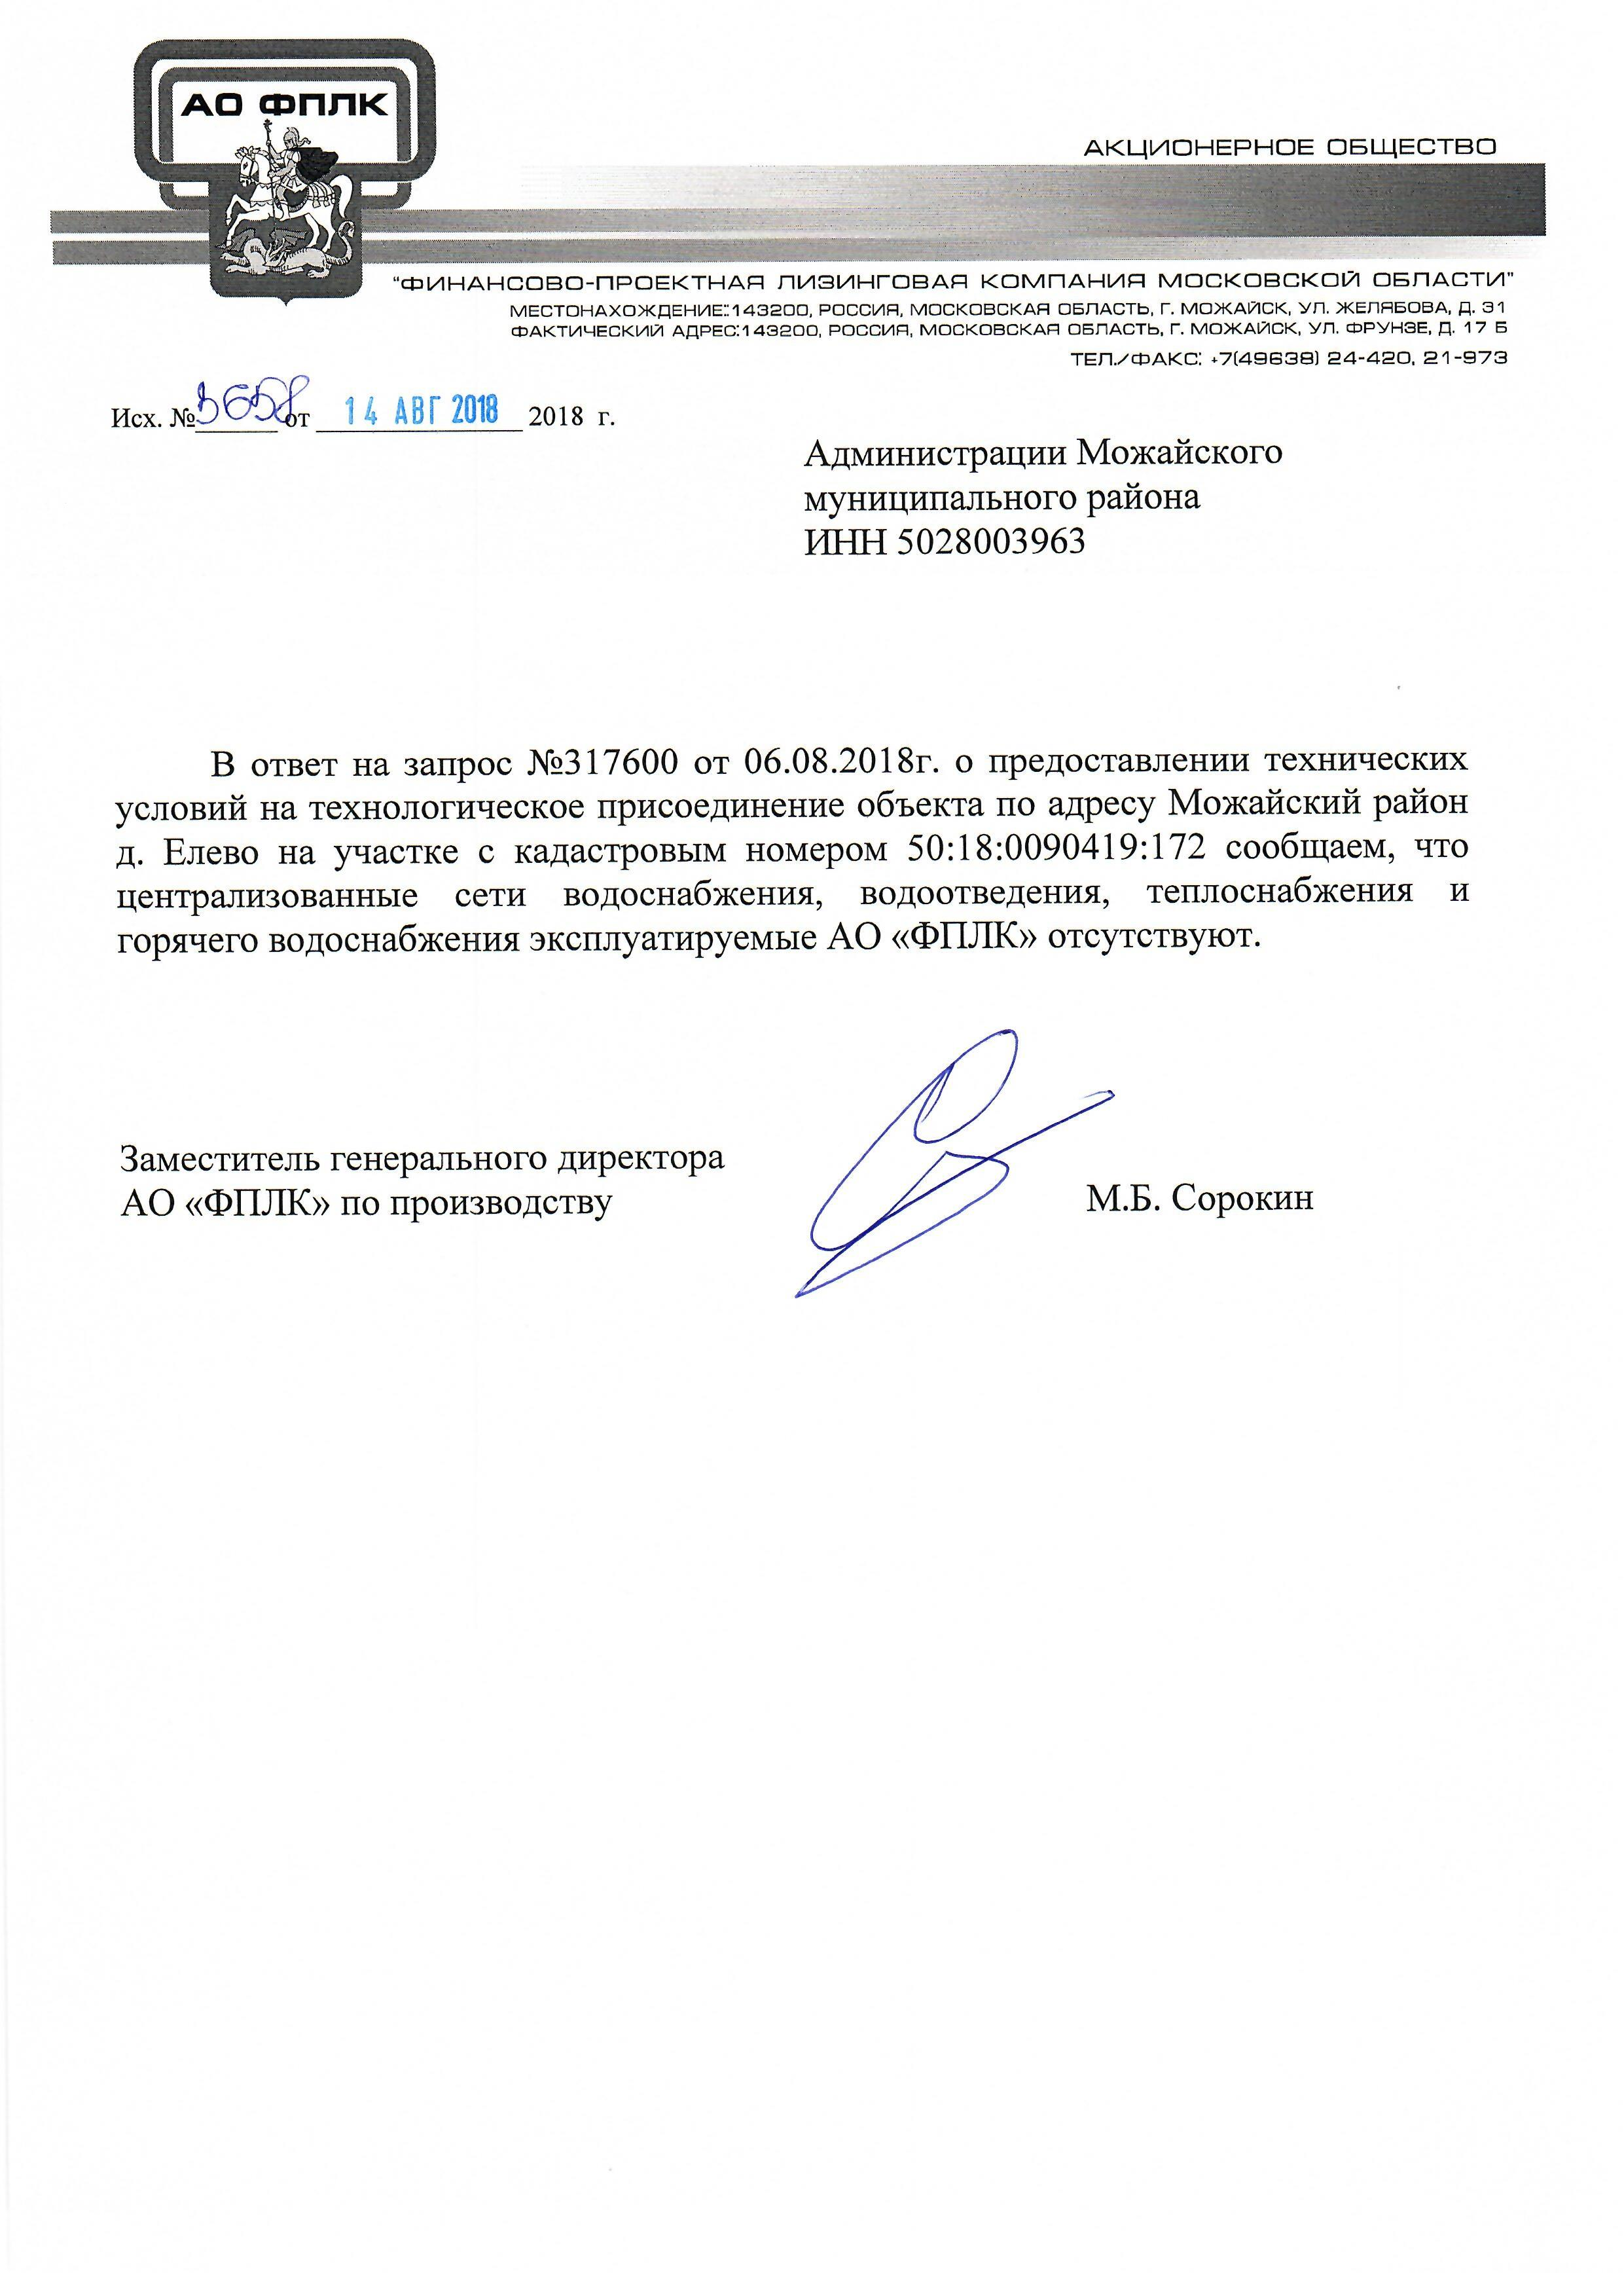 АО ФПЛК
АКЦИОНЕРНОЕ ОБЩЕСТВО
"ФИНАНСОВО-ПРОЕКТНАЯ ЛИЗИНГОВАЯ КОМПАНИЯ МОСКОВСКОЙ ОБЛАСТИ"
МЕСТОНАХОЖДЕНИЕ:143200, РОССИЯ, МОСКОВСКАЯ ОБЛАСТЬ, Г. МОЖАЙСК, УЛ. ЖЕЛЯБОВА, Д. 31
ФАКТИЧЕСКИЙ АДРЕС:143200, РОССИЯ, МОСКОВСКАЯ ОБЛАСТЬ, Г. МОЖАЙСК, УЛ. ФРУНЗЕ, Д. 17 Б
ТЕЛ./ФАКС: +7(49638) 24-420, 21-973
Исх. № от 14 АВГ 2018 2018 г.
Администрации Можайского
муниципального района
ИНН 5028003963
В ответ на запрос №317600 от 06.08.2018г. о предоставлении технических
условий на технологическое присоединение объекта по адресу Можайский район
д. Елево на участке с кадастровым номером 50:18:0090419:172 сообщаем, что
централизованные сети водоснабжения, водоотведения, теплоснабжения и
горячего водоснабжения эксплуатируемые АО «ФПЛК» отсутствуют.
Заместитель генерального директора
АО «ФПЛК» по производству
М.Б. Сорокин